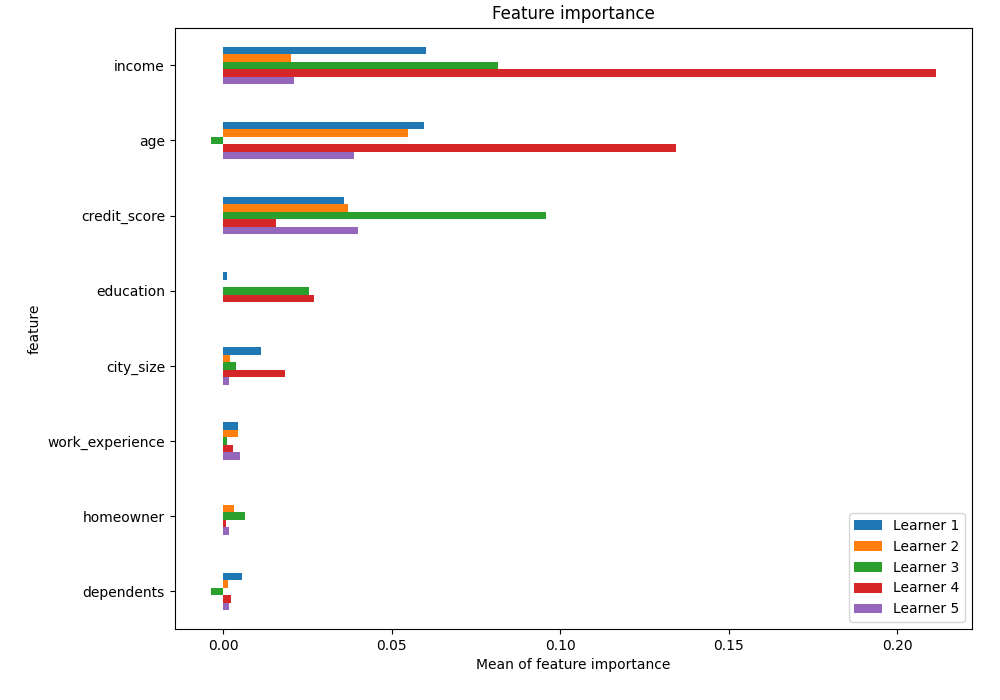 Feature importance
income
age
credit_score
education
city_size
work_experience
homeowner
dependents
feature
0.00 0.05 0.10 0.15 0.20
Mean of feature importance
Learner 1
Learner 2
Learner 3
Learner 4
Learner 5